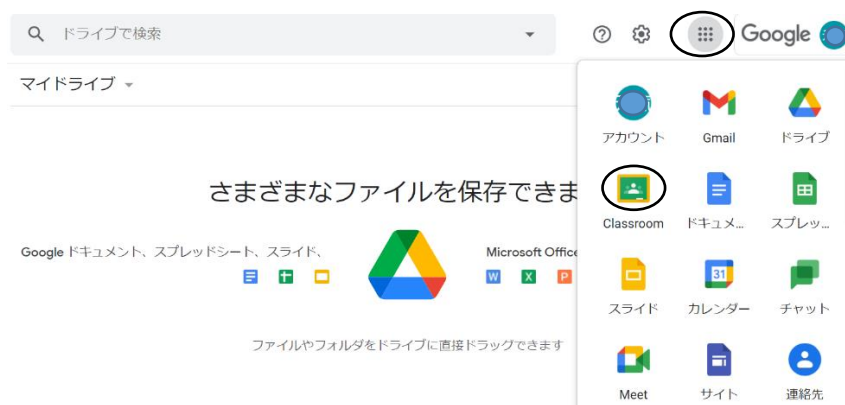 ドライブで検索
Google
マイドライブ
アカウント Gmail ドライブ
さまざまなファイルを保存できま
Classroom ドキュメ... スプレッ...
Google ドキュメント、スプレッドシート、スライド、
Microsoft Office
W X P
31
スライド カレンダー チャット
ファイルやフォルダをドライブに直接ドラッグできます
Meet サイト 連絡先